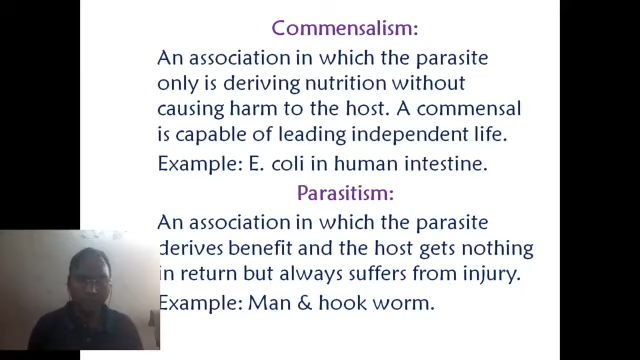 Commensalism:
An association in which the parasite
only is deriving nutrition without
causing harm to the host. A commensal
is capable of leading independent life.
Example: E. coli in human intestine.
Parasitism:
An association in which the parasite
derives benefit and the host gets nothing
in return but always suffers from injury.
Example: Man & hook worm.